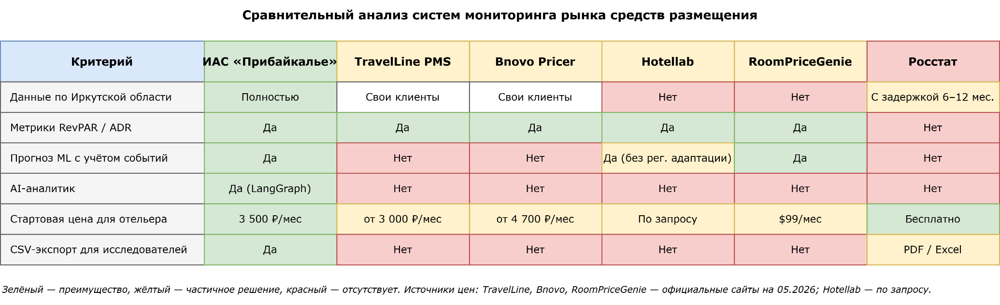 Сравнительный анализ систем мониторинга рынка средств размещения
Критерий ИАС «Прибайкалье» TravelLine PMS Bnovo Pricer Hotellab RoomPriceGenie Росстат
Данные по Иркутской области Полностью Свои клиенты Свои клиенты Нет Нет С задержкой 6–12 мес.
Метрики RevPAR / ADR Да Да Да Да Да Нет
Прогноз ML с учётом событий Да Нет Нет Да (без рег. адаптации) Да Нет
AI-аналитик Да (LangGraph) Нет Нет Нет Нет Нет
Стартовая цена для отельера 3 500 ₽/мес от 3 000 ₽/мес от 4 700 ₽/мес По запросу $99/мес Бесплатно
CSV-экспорт для исследователей Да Нет Нет Нет Нет PDF / Excel
Зелёный — преимущество, жёлтый — частичное решение, красный — отсутствует. Источники цен: TravelLine, Bnovo, RoomPriceGenie — официальные сайты на 05.2026; Hotellab — по запросу.